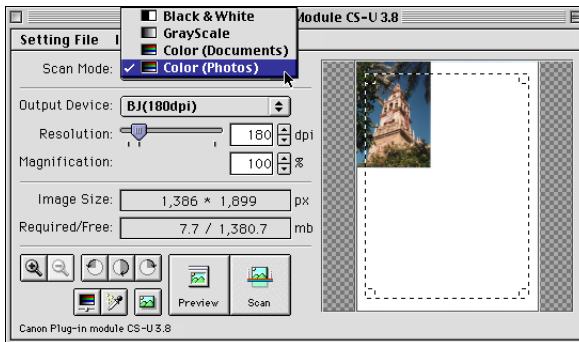 Module CS-U 3.8
Black & White
GrayScale
Color (Documents)
✓ Color (Photos)
Setting File
Scan Mode:
Output Device: BJ(180dpi)
Resolution: 180 dpi
Magnification: 100 %
Image Size: 1,386 * 1,899 px
Required/Free: 7.7 / 1,380.7 mb
Preview Scan
Canon Plug-in module CS-U 3.8